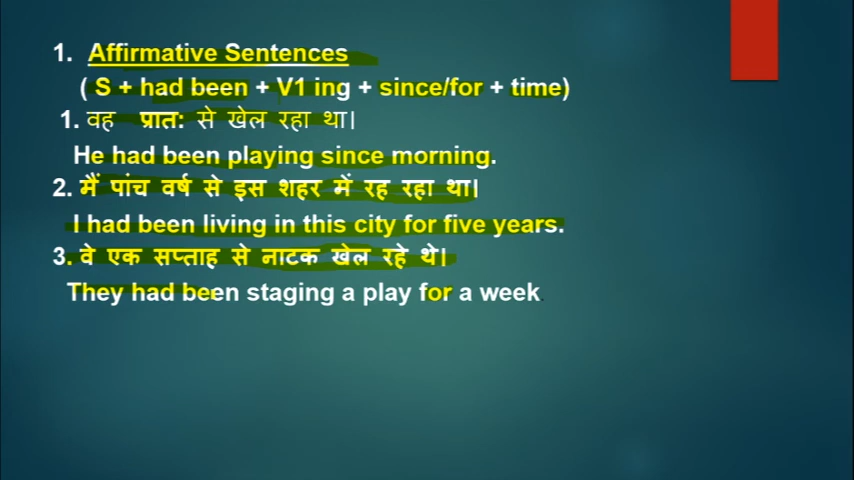 1. Affirmative Sentences
( S + had been + V1 ing + since/for + time)
1. वह प्रात: से खेल रहा था।
He had been playing since morning.
2. मैं पांच वर्ष से इस शहर में रह रहा था।
I had been living in this city for five years.
3. वे एक सप्ताह से नाटक खेल रहे थे।
They had been staging a play for a week